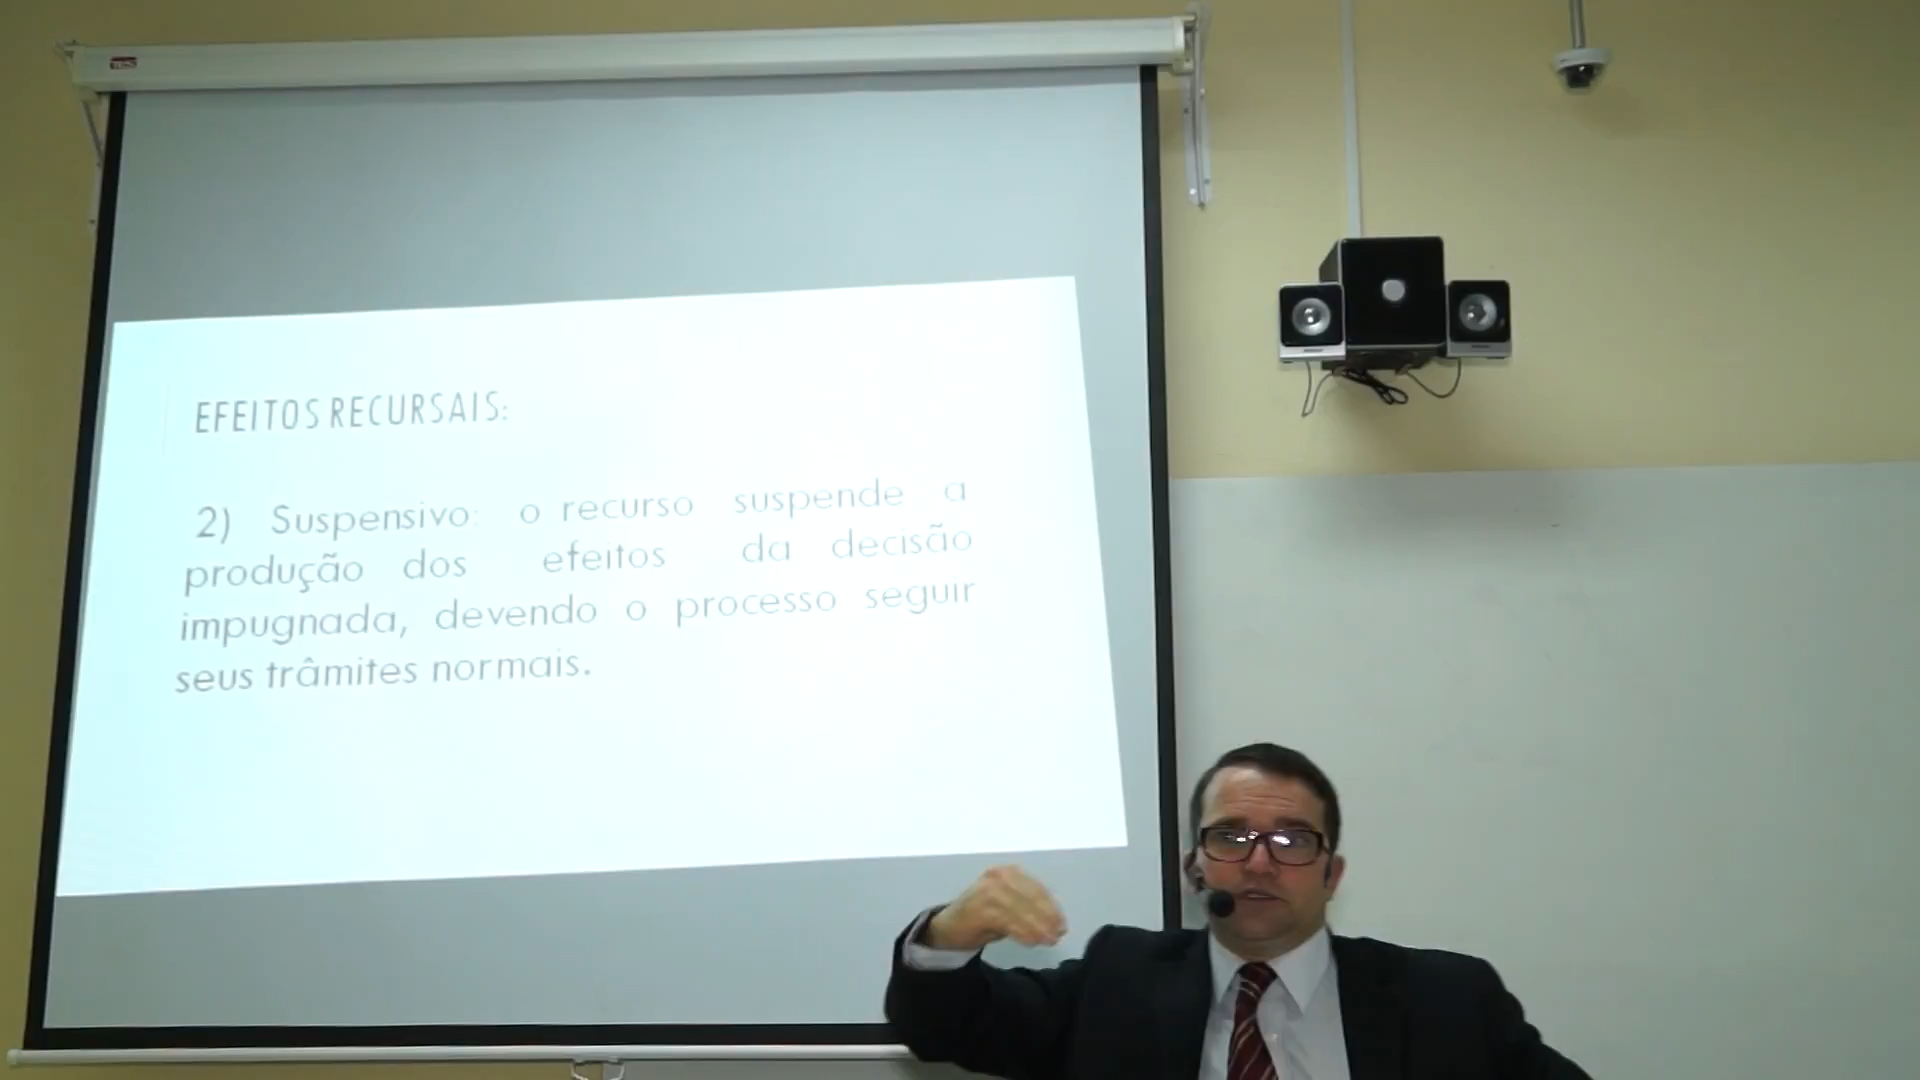 EFEITOS RECURSAIS:
2) Suspensivo: o recurso suspende a
produção dos efeitos da decisão
impugnada, devendo o processo seguir
seus trâmites normais.